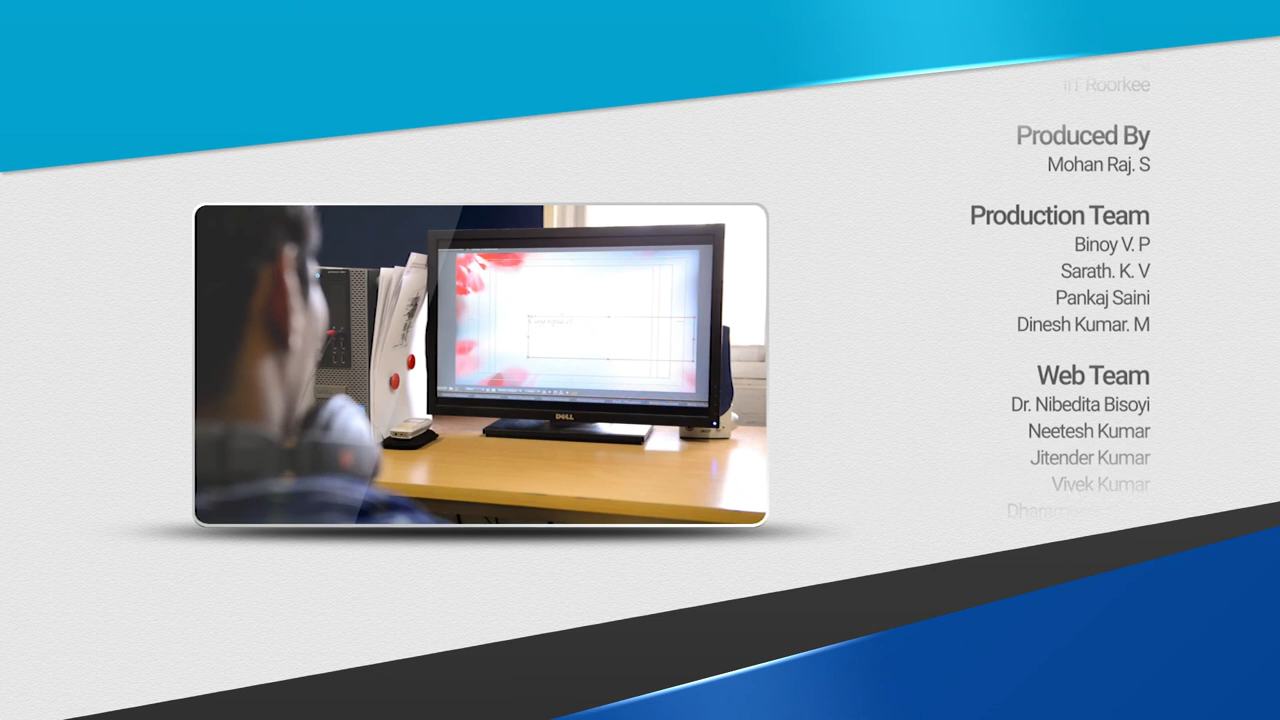 IIT Roorkee
Produced By
Mohan Raj. S
Production Team
Binoy V. P
Sarath. K. V
Pankaj Saini
Dinesh Kumar. M
Web Team
Dr. Nibedita Bisoyi
Neetesh Kumar
Jitender Kumar
Vivek Kumar
DELL